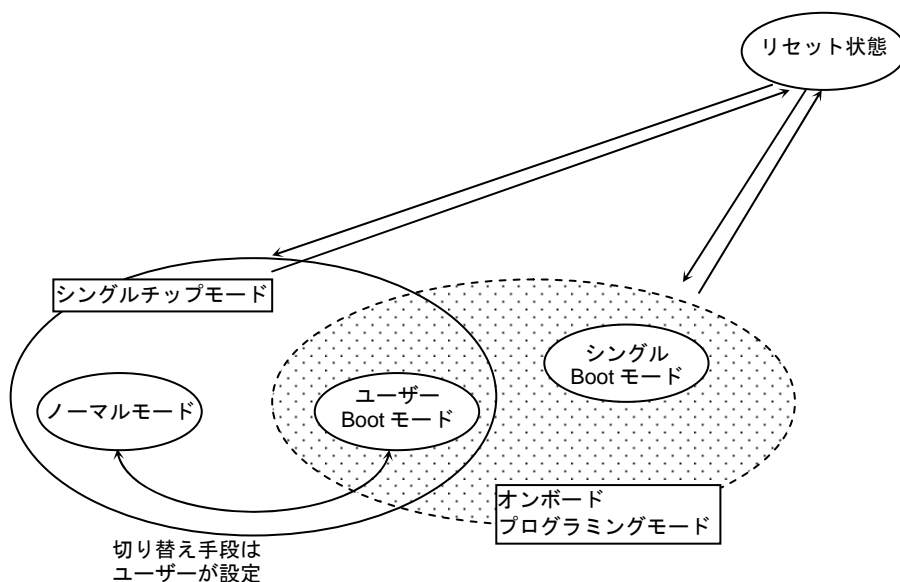 リセット状態
シングルチップモード
シングル
Boot モード
ノーマルモード
ユーザー
Boot モード
オンボード
プログラミングモード
切り替え手段は
ユーザーが設定